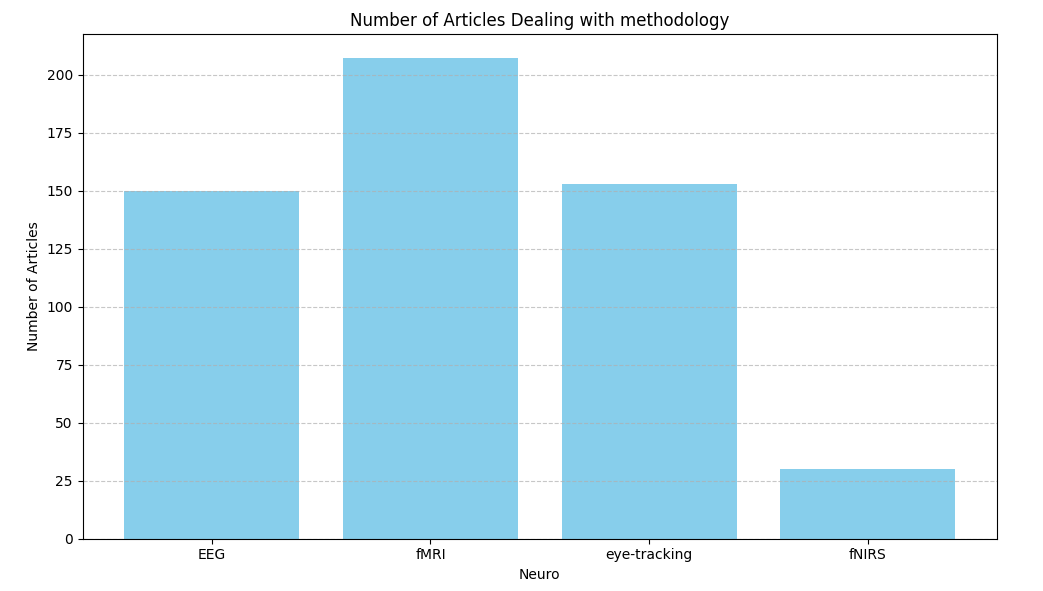 Number of Articles Dealing with methodology
Number of Articles
200
175
150
125
100
75
50
25
0
EEG fMRI eye-tracking fNIRS
Neuro